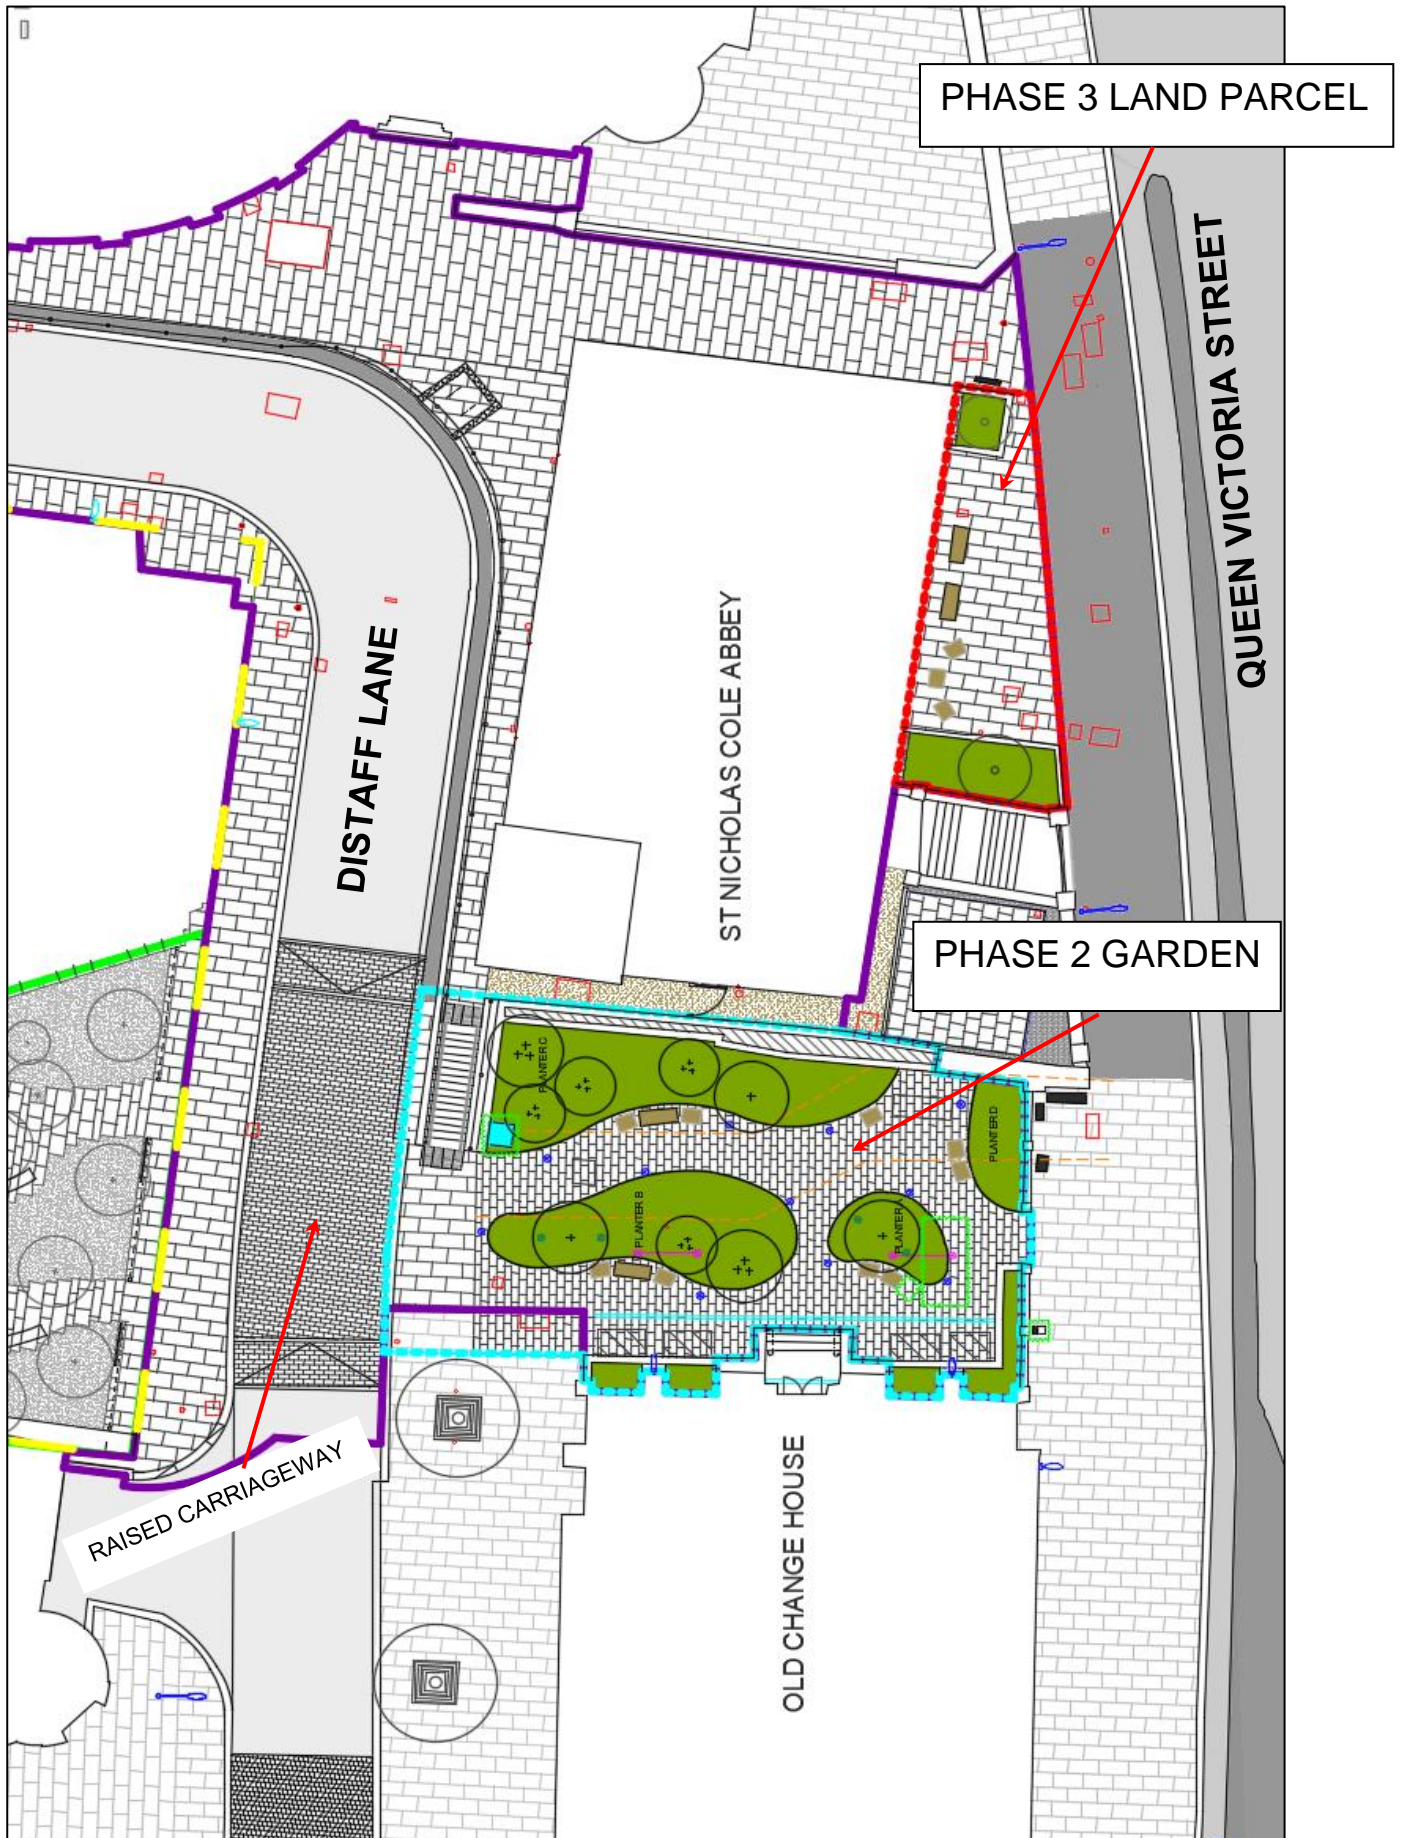 PHASE 3 LAND PARCEL
QUEEN VICTORIA STREET
DISTAFF LANE
ST NICHOLAS COLE ABBEY
PHASE 2 GARDEN
PLANTER C
PLANTER D
PLANTER B
PLANTER A
RAISED CARRIAGEWAY
OLD CHANGE HOUSE